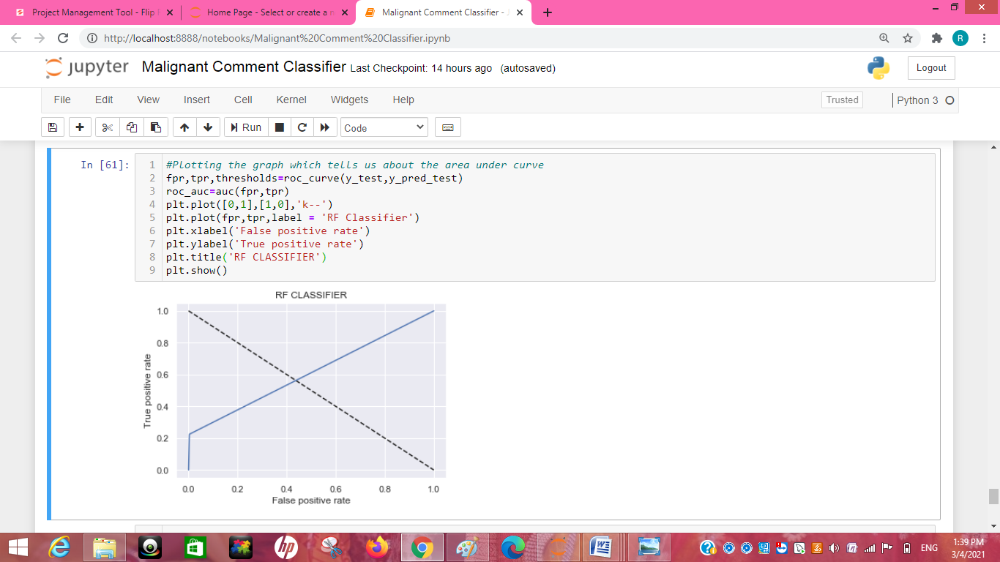 Project Management Tool - Flip
Home Page - Select or create a n
Malignant Comment Classifier - J
http://localhost:8888/notebooks/Malignant%20Comment%20Classifier.ipynb
R
jupyter Malignant Comment Classifier Last Checkpoint: 14 hours ago (autosaved)
Logout
File Edit View Insert Cell Kernel Widgets Help
Trusted Python 3
Run Code
In [61]:
1 #Plotting the graph which tells us about the area under curve
2 fpr,tpr,thresholds=roc_curve(y_test,y_pred_test)
3 roc_auc=auc(fpr,tpr)
4 plt.plot([0,1],[1,0],'k--')
5 plt.plot(fpr,tpr,label = 'RF Classifier')
6 plt.xlabel('False positive rate')
7 plt.ylabel('True positive rate')
8 plt.title('RF CLASSIFIER')
9 plt.show()
RF CLASSIFIER
True positive rate
1.0
0.8
0.6
0.4
0.2
0.0
0.0 0.2 0.4 0.6 0.8 1.0
False positive rate
hp
ENG
1:39 PM
3/4/2021